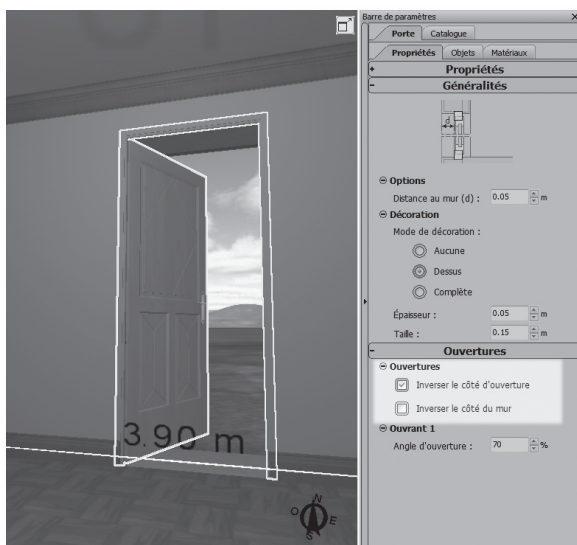 Barre de paramètres
Porte Catalogue
Propriétés Objets Matériaux
+ Propriétés
- Généralités
d
Options
Distance au mur (d) : 0.05 m
Décoration
Mode de décoration :
Aucune
Dessus
Complète
Épaisseur : 0.05 m
Taille : 0.15 m
- Ouvertures
Ouvertures
Inverser le côté d'ouverture
Inverser le côté du mur
Ouvrant 1
Angle d'ouverture : 70 %
3.90 m
N
O E
S